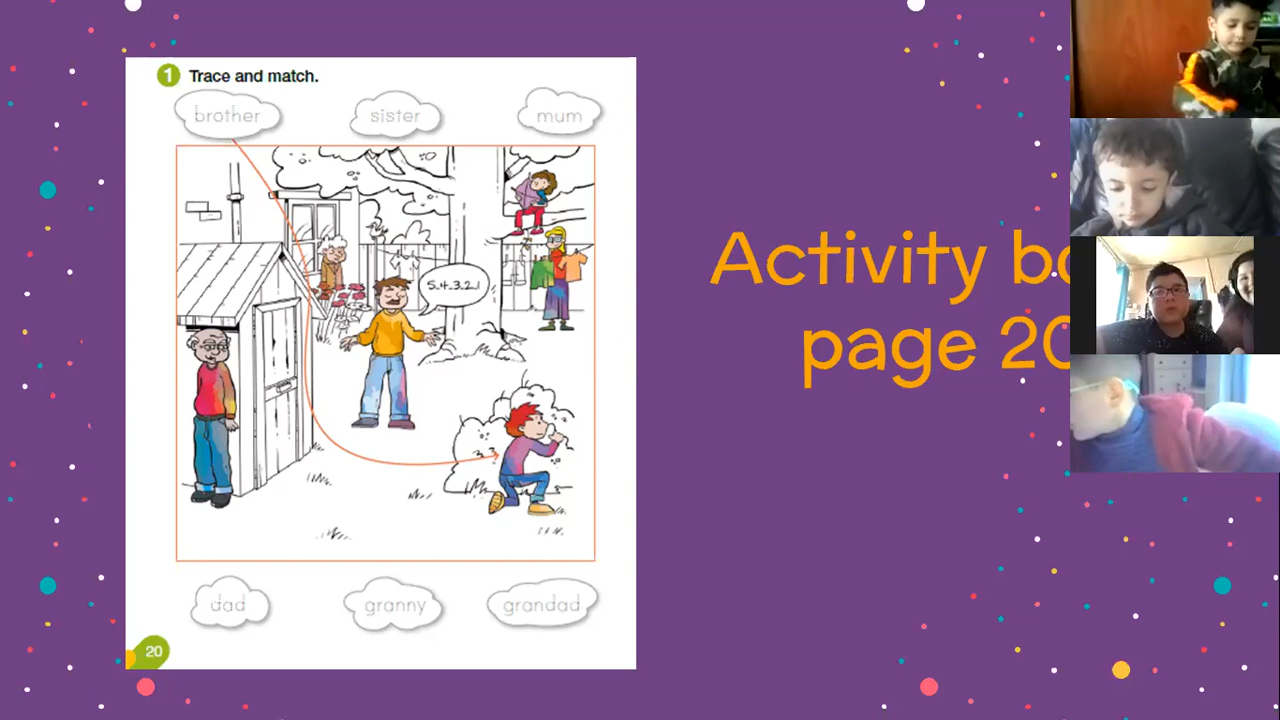 1 Trace and match.
brother sister mum
5..4..3..2..1
dad granny grandad
20
Activity bo
page 20